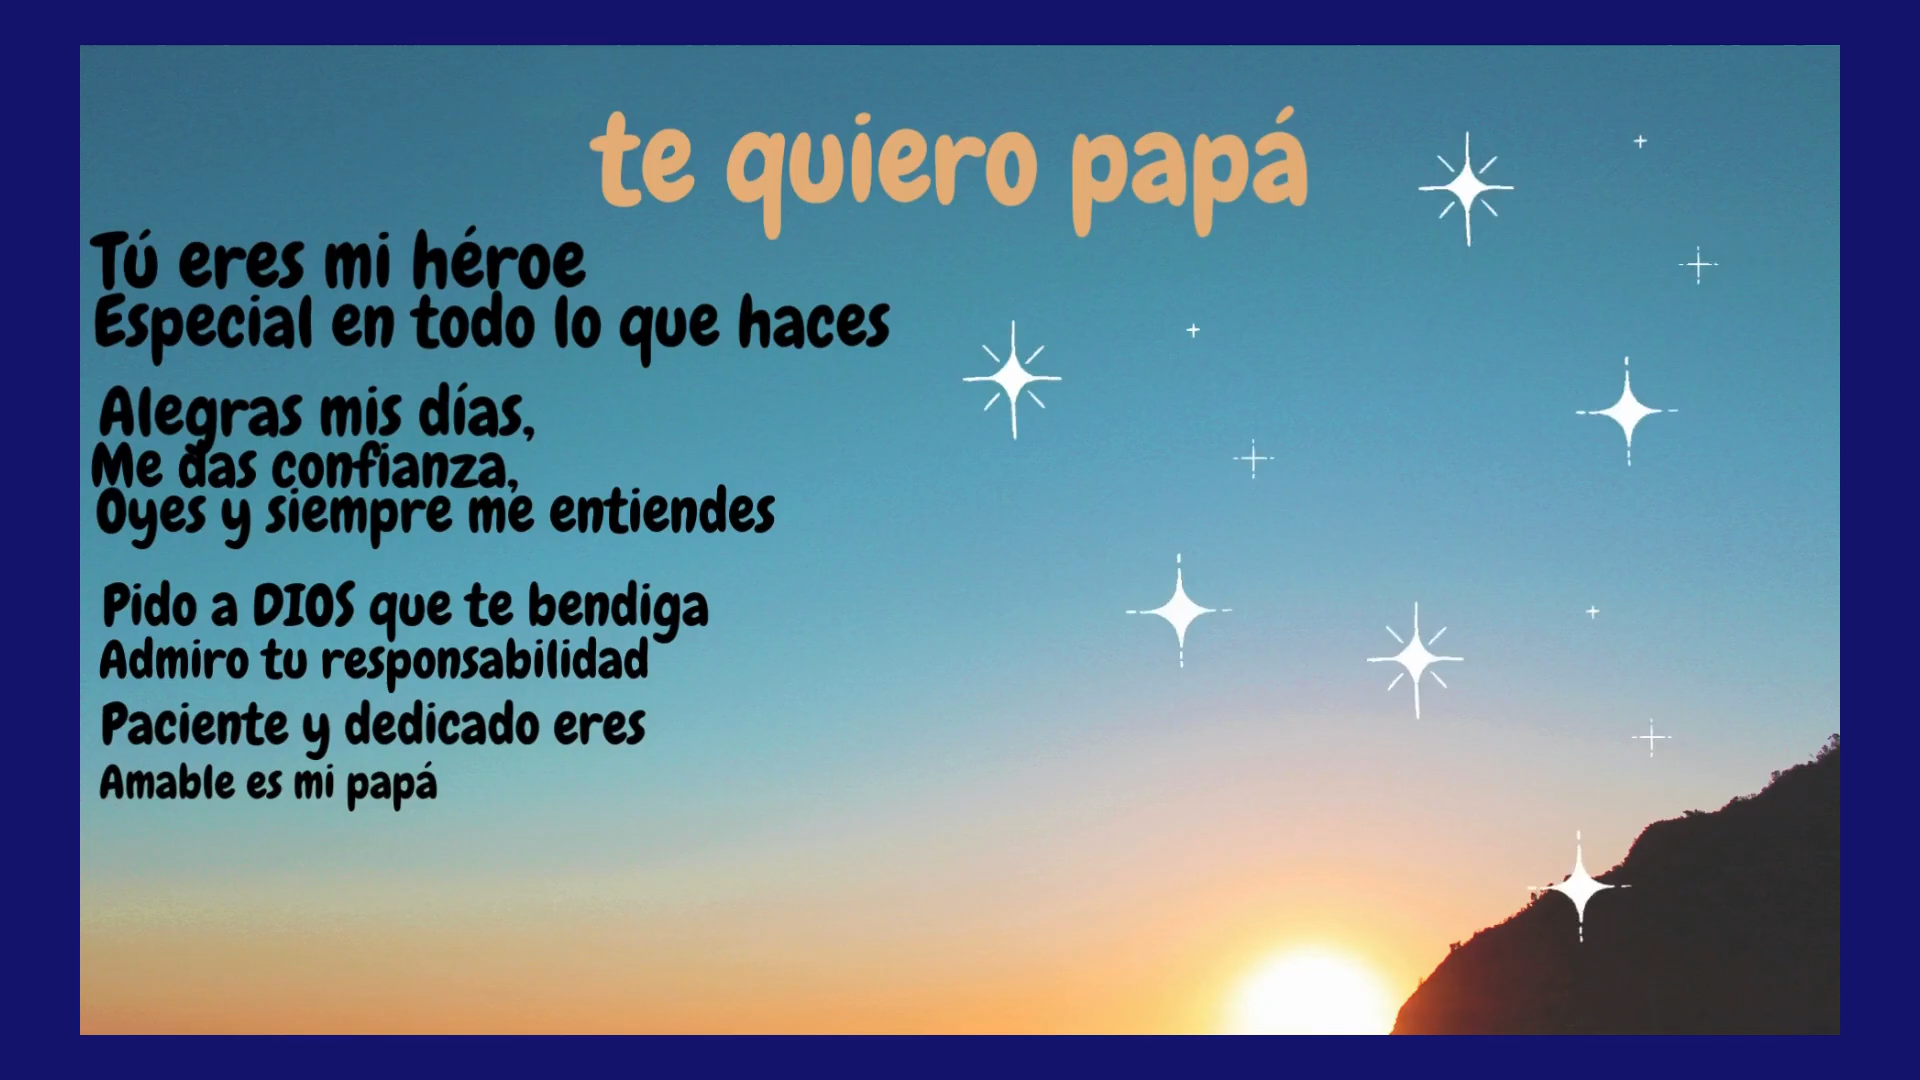 te quiero papá
Tú eres mi héroe
Especial en todo lo que haces
Alegras mis días,
Me das confianza,
Oyes y siempre me entiendes
Pido a DIOS que te bendiga
Admiro tu responsabilidad
Paciente y dedicado eres
Amable es mi papá